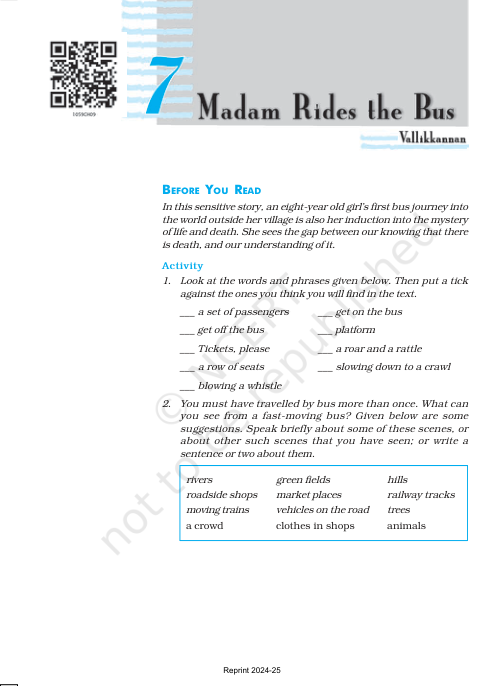 1059CH09
7 Madam Rides the Bus
Vallikkannan
BEFORE YOU READ
In this sensitive story, an eight-year old girl's first bus journey into
the world outside her village is also her induction into the mystery
of life and death. She sees the gap between our knowing that there
is death, and our understanding of it.
Activity
1. Look at the words and phrases given below. Then put a tick
against the ones you think you will find in the text.
___ a set of passengers ___ get on the bus
___ get off the bus ___ platform
___ Tickets, please ___ a roar and a rattle
___ a row of seats ___ slowing down to a crawl
___ blowing a whistle
2. You must have travelled by bus more than once. What can
you see from a fast-moving bus? Given below are some
suggestions. Speak briefly about some of these scenes, or
about other such scenes that you have seen; or write a
sentence or two about them.
rivers green fields hills
roadside shops market places railway tracks
moving trains vehicles on the road trees
a crowd clothes in shops animals
© NCERT
not to be republished
Reprint 2024-25